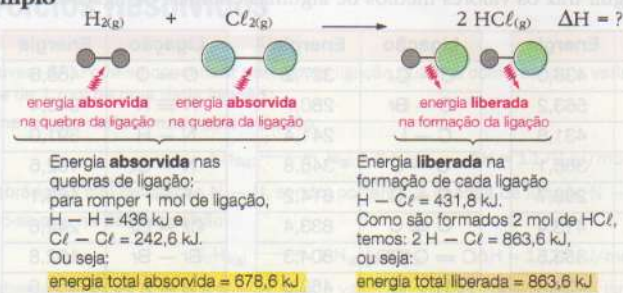 mplo
H₂(g) + Cℓ₂(g) → 2 HCℓ(g) ΔH = ?
energia absorvida
na quebra da ligação
energia absorvida
na quebra da ligação
energia liberada
na formação da ligação
Energia absorvida nas
quebras de ligação:
para romper 1 mol de ligação,
H — H = 436 kJ e
Cℓ — Cℓ = 242,6 kJ.
Ou seja:
energia total absorvida = 678,6 kJ
Energia liberada na
formação de cada ligação
H — Cℓ = 431,8 kJ.
Como são formados 2 mol de HCℓ,
temos: 2 H — Cℓ = 863,6 kJ,
ou seja:
energia total liberada = 863,6 kJ